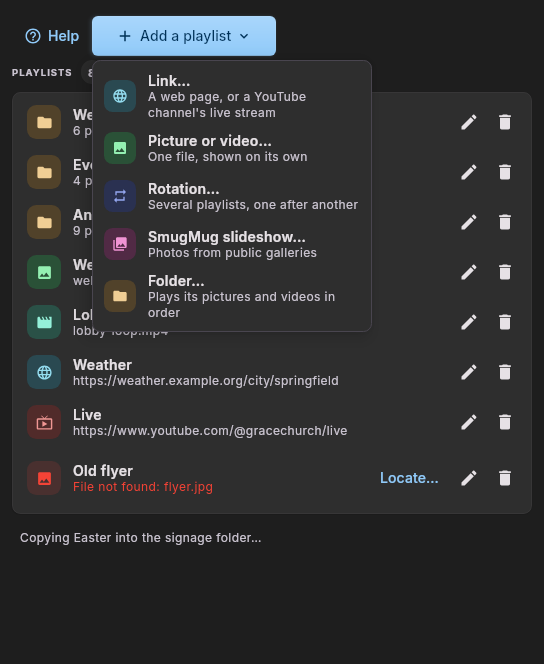 Help
Add a playlist
PLAYLISTS
Link...
A web page, or a YouTube
channel's live stream
Picture or video...
One file, shown on its own
Rotation...
Several playlists, one after another
SmugMug slideshow...
Photos from public galleries
Folder...
Plays its pictures and videos in
order
6 p
4 p
9 p
lobby-loop.mp4
Weather
https://weather.example.org/city/springfield
Live
https://www.youtube.com/@gracechurch/live
Old flyer
File not found: flyer.jpg
Locate...
Copying Easter into the signage folder...